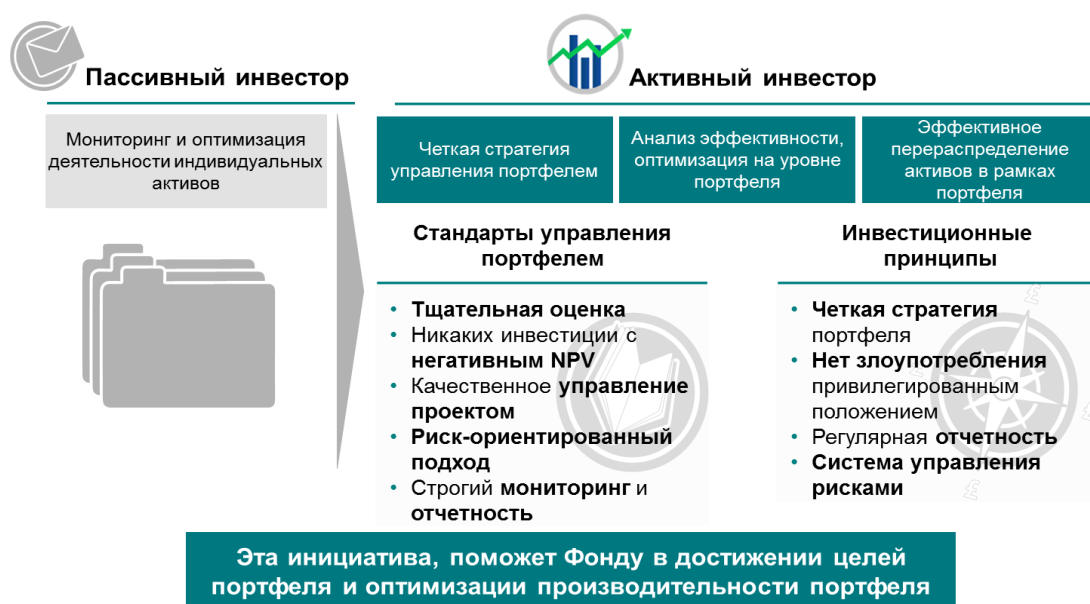 Пассивный инвестор
Активный инвестор
Мониторинг и оптимизация
деятельности индивидуальных
активов
Четкая стратегия
управления портфелем
Анализ эффективности,
оптимизация на уровне
портфеля
Эффективное
перераспределение
активов в рамках
портфеля
Стандарты управления
портфелем
• Тщательная оценка
• Никаких инвестиции с
негативным NPV
• Качественное управление
проектом
• Риск-ориентированный
подход
• Строгий мониторинг и
отчетность
Инвестиционные
принципы
• Четкая стратегия
портфеля
• Нет злоупотребления
привилегированным
положением
• Регулярная отчетность
• Система управления
рисками
Эта инициатива, поможет Фонду в достижении целей
портфеля и оптимизации производительности портфеля